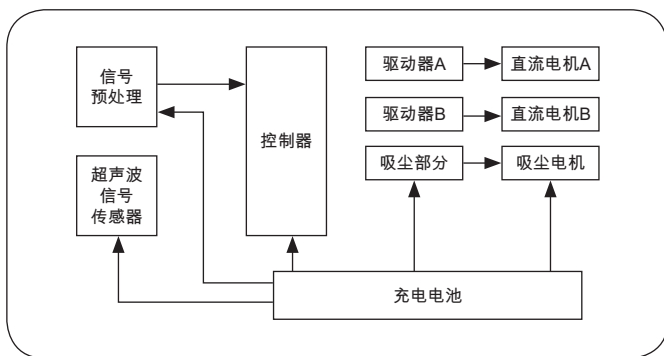 信号
预处理
超声波
信号
传感器
控制器
驱动器A
直流电机A
驱动器B
直流电机B
吸尘部分
吸尘电机
充电电池